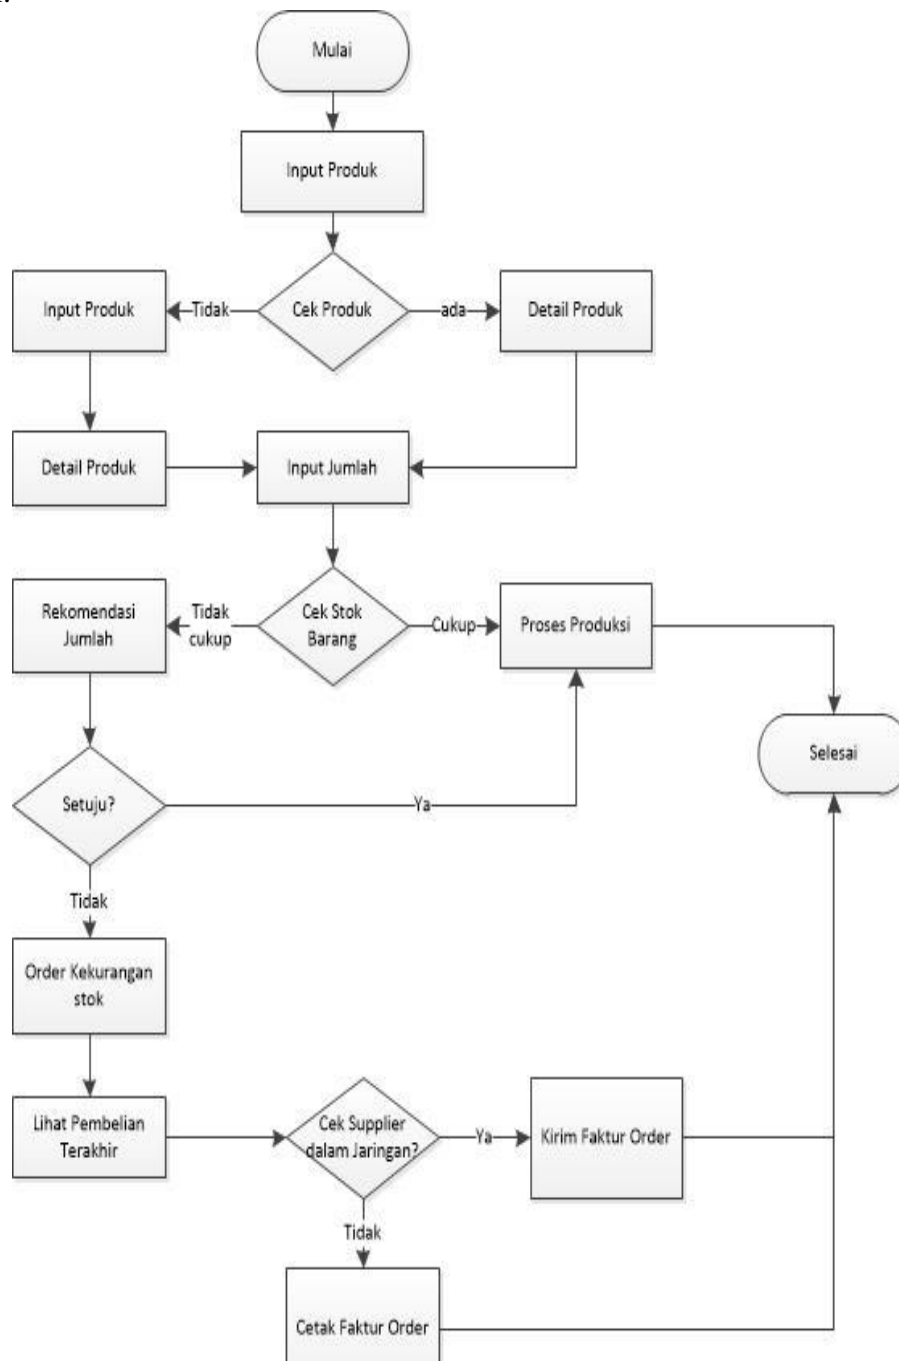 Mulai
Input Produk
Input Produk
Tidak
Cek Produk
ada
Detail Produk
Detail Produk
Input Jumlah
Rekomendasi
Jumlah
Tidak
cukup
Cek Stok
Barang
Cukup
Proses Produksi
Selesai
Setuju?
Ya
Tidak
Order Kekurangan
stok
Lihat Pembelian
Terakhir
Cek Supplier
dalam Jaringan?
Ya
Kirim Faktur Order
Tidak
Cetak Faktur Order